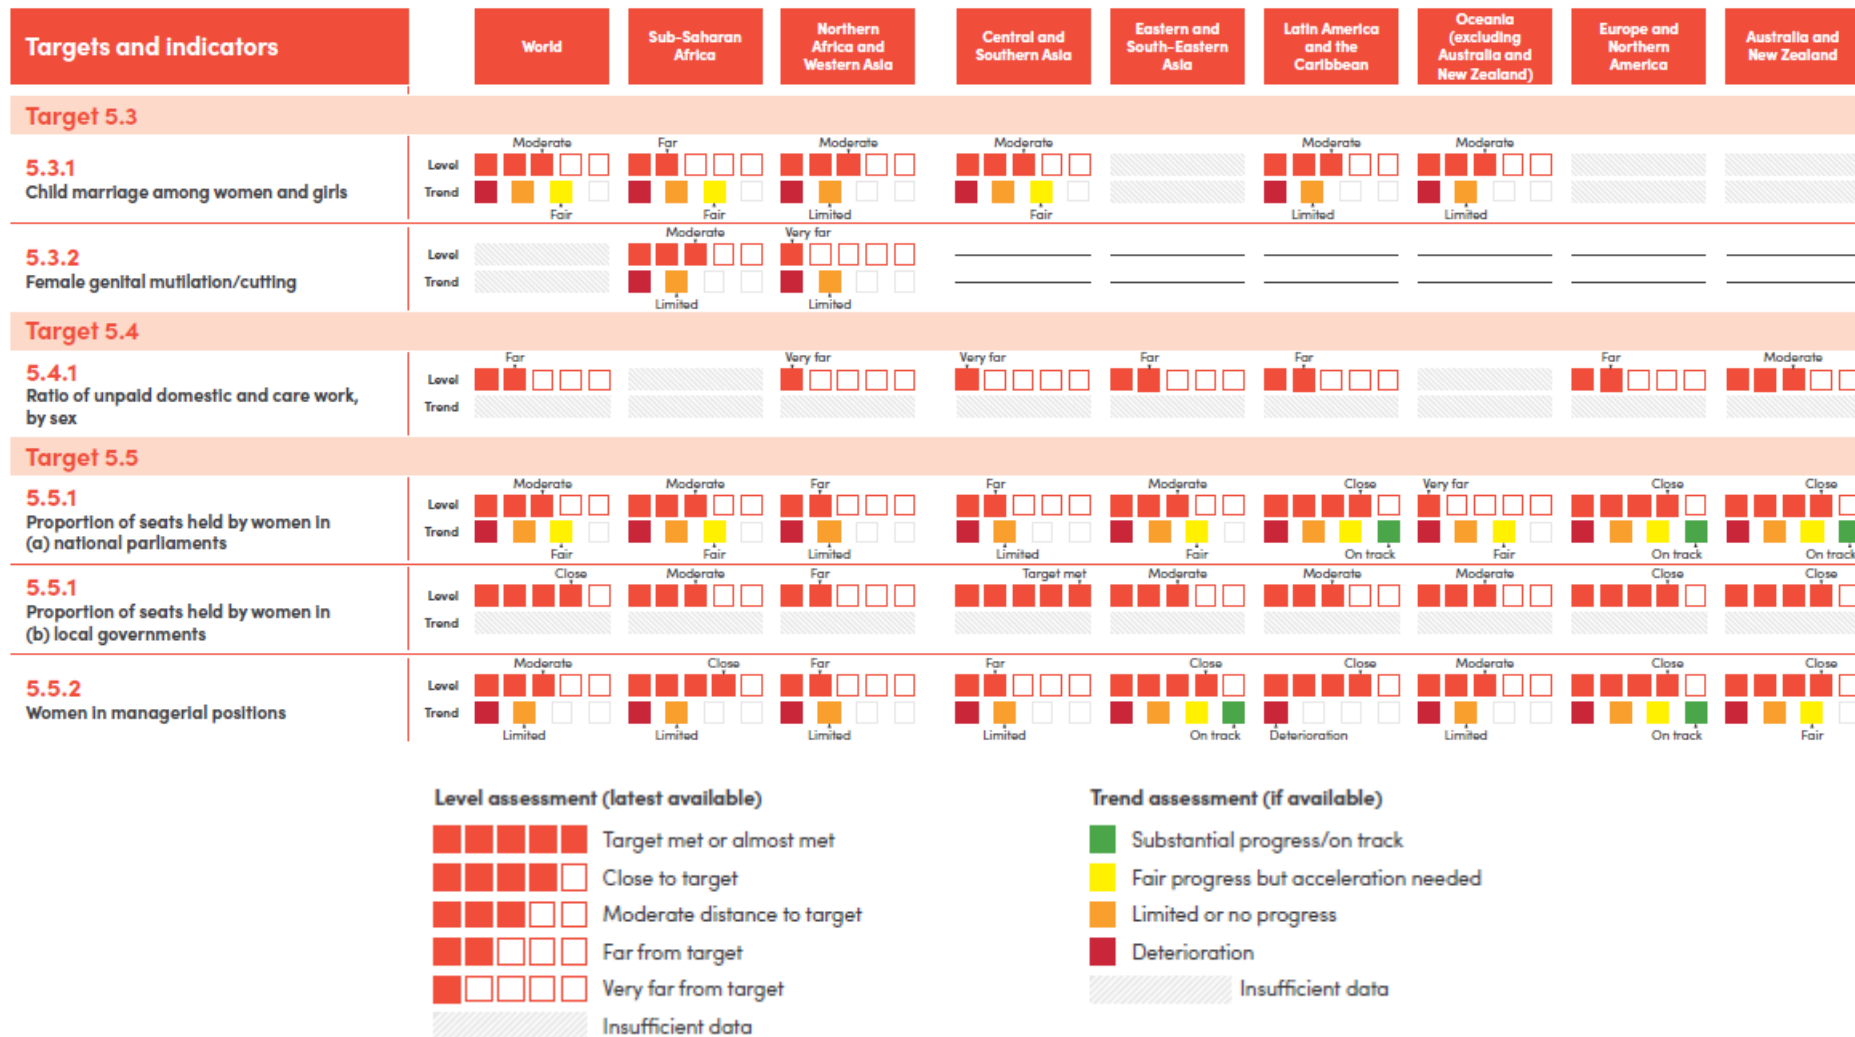 Targets and indicators
World
Sub-Saharan
Africa
Northern
Africa and
Western Asia
Central and
Southern Asia
Eastern and
South-Eastern
Asia
Latin America
and the
Caribbean
Oceania
(excluding
Australia and
New Zealand)
Europe and
Northern
America
Australia and
New Zealand
Target 5.3
5.3.1
Child marriage among women and girls
Level
Trend
Moderate Far Moderate Moderate Moderate Moderate
Fair Fair Limited Fair Limited Limited
5.3.2
Female genital mutilation/cutting
Level
Trend
Moderate Very far
Limited Limited
Target 5.4
5.4.1
Ratio of unpaid domestic and care work,
by sex
Level
Trend
Far Very far Very far Far Far Far Moderate
Target 5.5
5.5.1
Proportion of seats held by women in
(a) national parliaments
Level
Trend
Moderate Moderate Far Far Moderate Close Very far Close Close
Fair Fair Limited Limited Fair On track Fair On track On track
5.5.1
Proportion of seats held by women in
(b) local governments
Level
Trend
Close Moderate Far Target met Moderate Moderate Moderate Close Close
5.5.2
Women in managerial positions
Level
Trend
Moderate Close Far Far Close Close Moderate Close Close
Limited Limited Limited Limited On track Deterioration Limited On track Fair
Level assessment (latest available)
Target met or almost met
Close to target
Moderate distance to target
Far from target
Very far from target
Insufficient data
Trend assessment (if available)
Substantial progress/on track
Fair progress but acceleration needed
Limited or no progress
Deterioration
Insufficient data